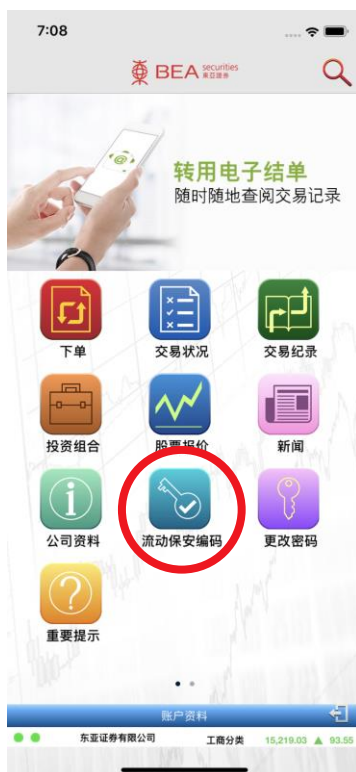 7:08
東 BEA securities
東亞證券
转用电子结单
随时随地查阅交易记录
下单 交易状况 交易纪录
投资组合 股票报价 新闻
公司资料 流动保安编码 更改密码
重要提示
账户资料
东亚证券有限公司 工商分类 15,219.03 ▲ 93.55